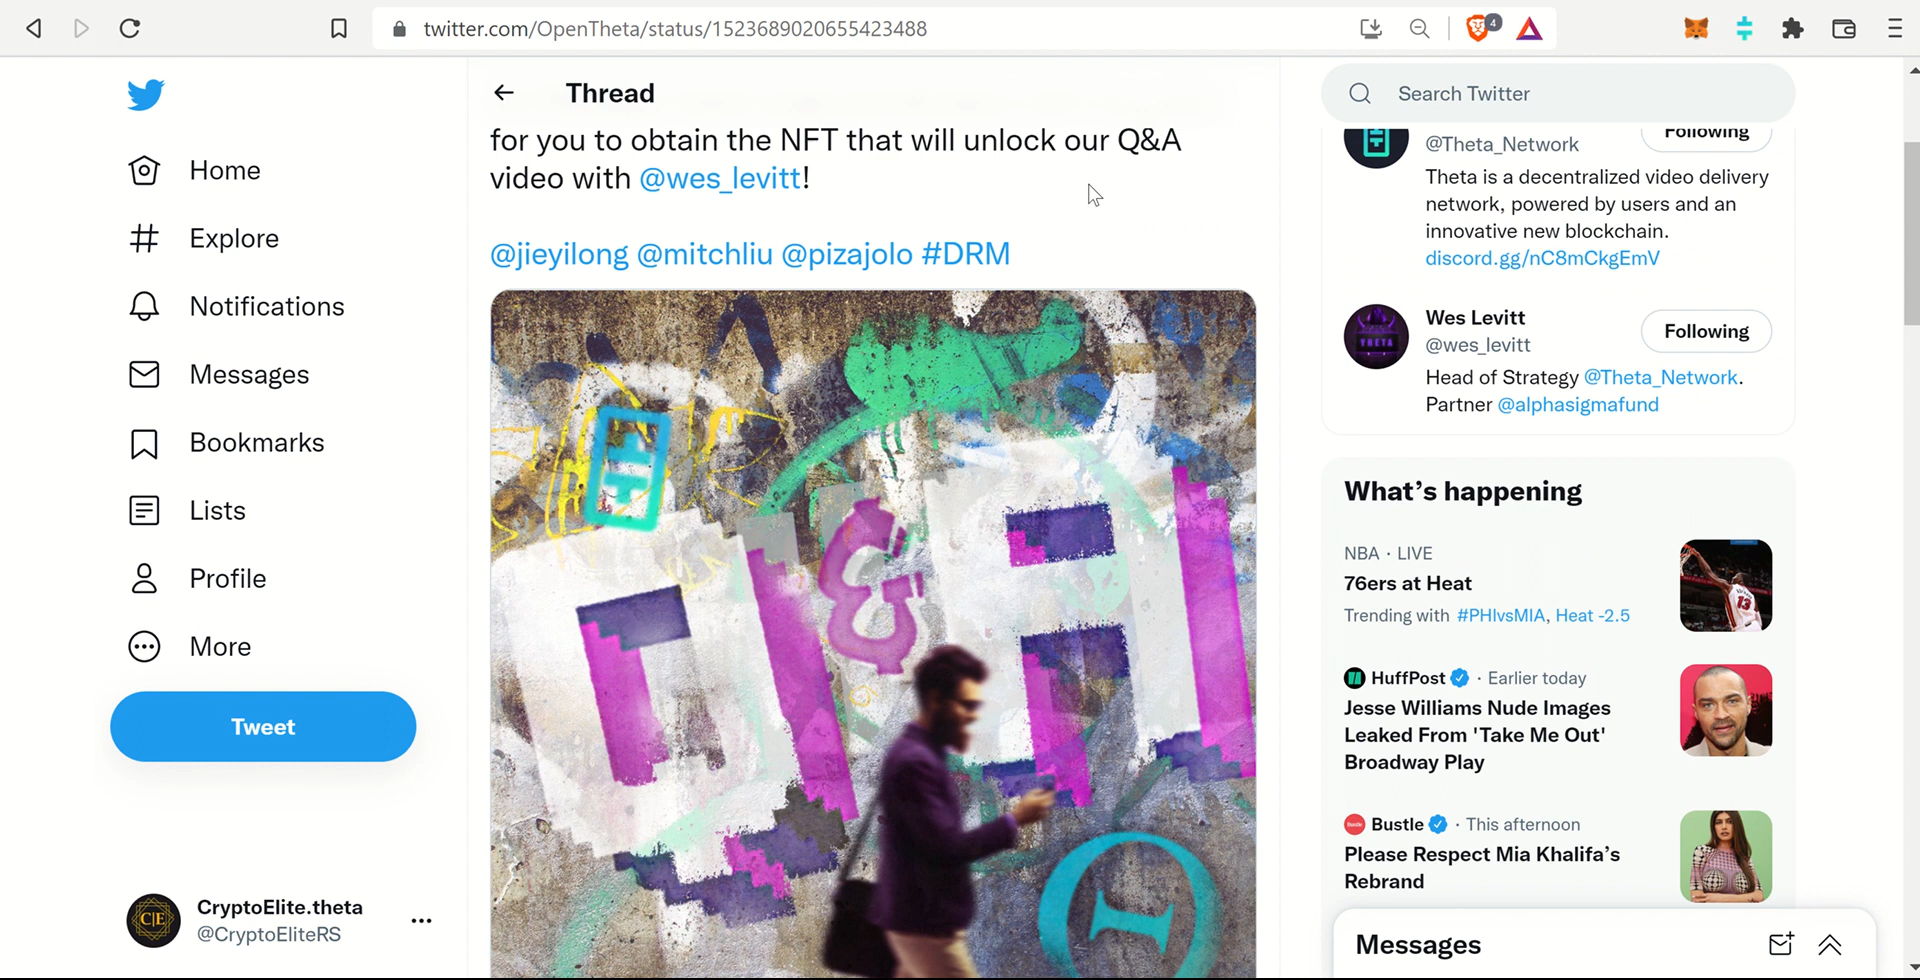 twitter.com/OpenTheta/status/1523689020655423488
4
Home
Explore
Notifications
Messages
Bookmarks
Lists
Profile
More
Tweet
CryptoElite.theta
@CryptoEliteRS
C|E
Thread
for you to obtain the NFT that will unlock our Q&A
video with @wes_levitt!
@jieyilong @mitchliu @pizajolo #DRM
Q&A
Search Twitter
Following
@Theta_Network
Theta is a decentralized video delivery
network, powered by users and an
innovative new blockchain.
discord.gg/nC8mCkgEmV
THETA
Wes Levitt
Following
@wes_levitt
Head of Strategy @Theta_Network.
Partner @alphasigmafund
What's happening
NBA · LIVE
76ers at Heat
Trending with #PHIvsMIA, Heat -2.5
13
HuffPost · Earlier today
Jesse Williams Nude Images
Leaked From 'Take Me Out'
Broadway Play
Bustle · This afternoon
Please Respect Mia Khalifa's
Rebrand
Messages